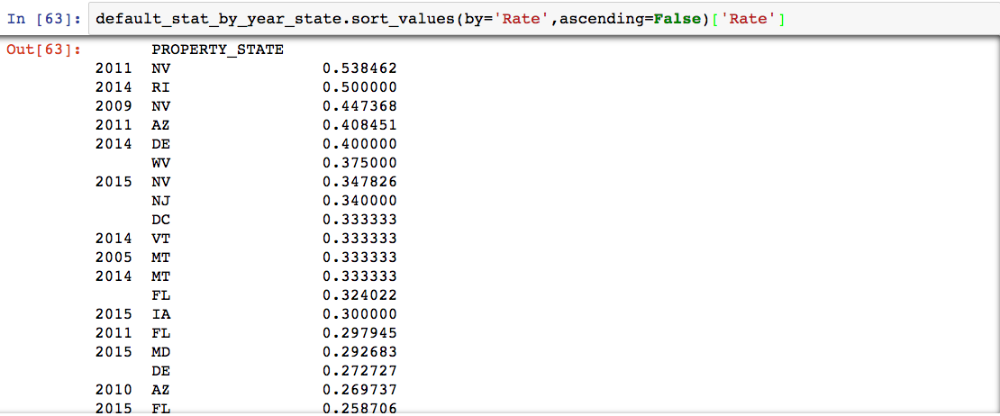 In [63]: default_stat_by_year_state.sort_values(by='Rate',ascending=False)['Rate']
Out[63]: PROPERTY_STATE
2011 NV 0.538462
2014 RI 0.500000
2009 NV 0.447368
2011 AZ 0.408451
2014 DE 0.400000
WV 0.375000
2015 NV 0.347826
NJ 0.340000
DC 0.333333
2014 VT 0.333333
2005 MT 0.333333
2014 MT 0.333333
FL 0.324022
2015 IA 0.300000
2011 FL 0.297945
2015 MD 0.292683
DE 0.272727
2010 AZ 0.269737
2015 FL 0.258706